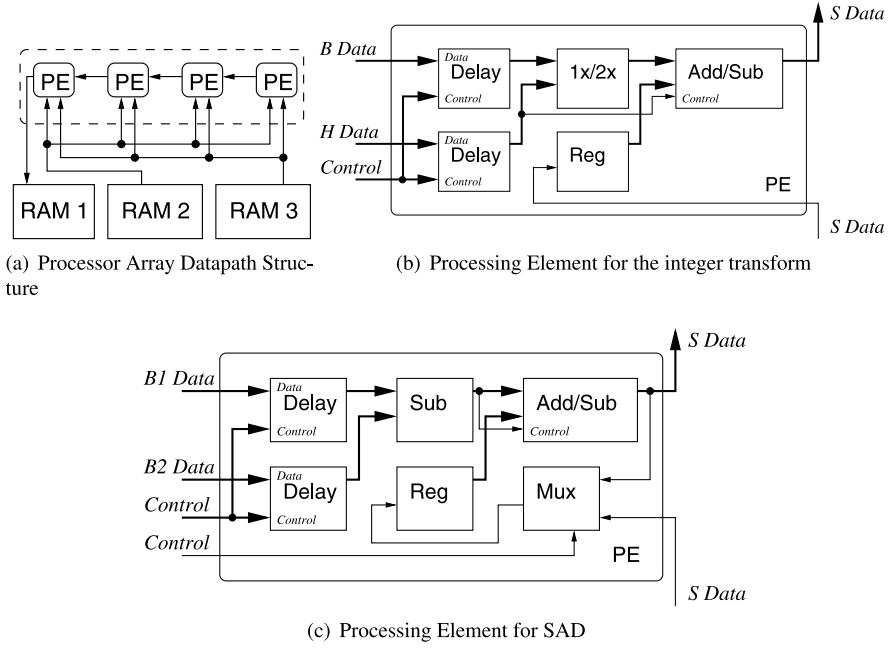 PE PE PE PE
RAM 1 RAM 2 RAM 3
(a) Processor Array Datapath Struc-
ture
S Data
B Data
Data
Delay
Control
1x/2x
Add/Sub
Control
H Data
Control
Data
Delay
Control
Reg
PE
S Data
(b) Processing Element for the integer transform
S Data
B1 Data
Data
Delay
Control
Sub
Add/Sub
Control
B2 Data
Control
Control
Data
Delay
Control
Reg
Mux
PE
S Data
(c) Processing Element for SAD